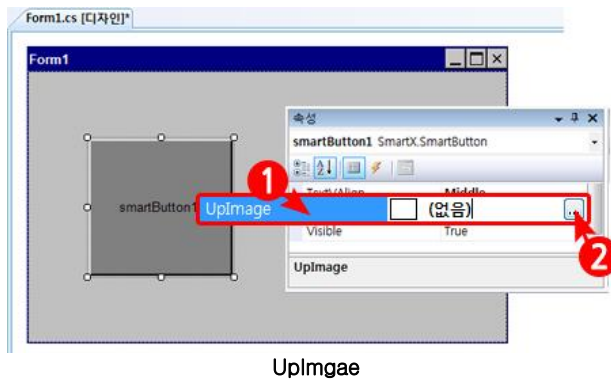 Form1.cs [디자인]*
Form1
속성
smartButton1 SmartX.SmartButton
1
TextVAlign Middle
smartButton1
UpImage (없음) ...
Visible True
2
UpImage
UpImgae